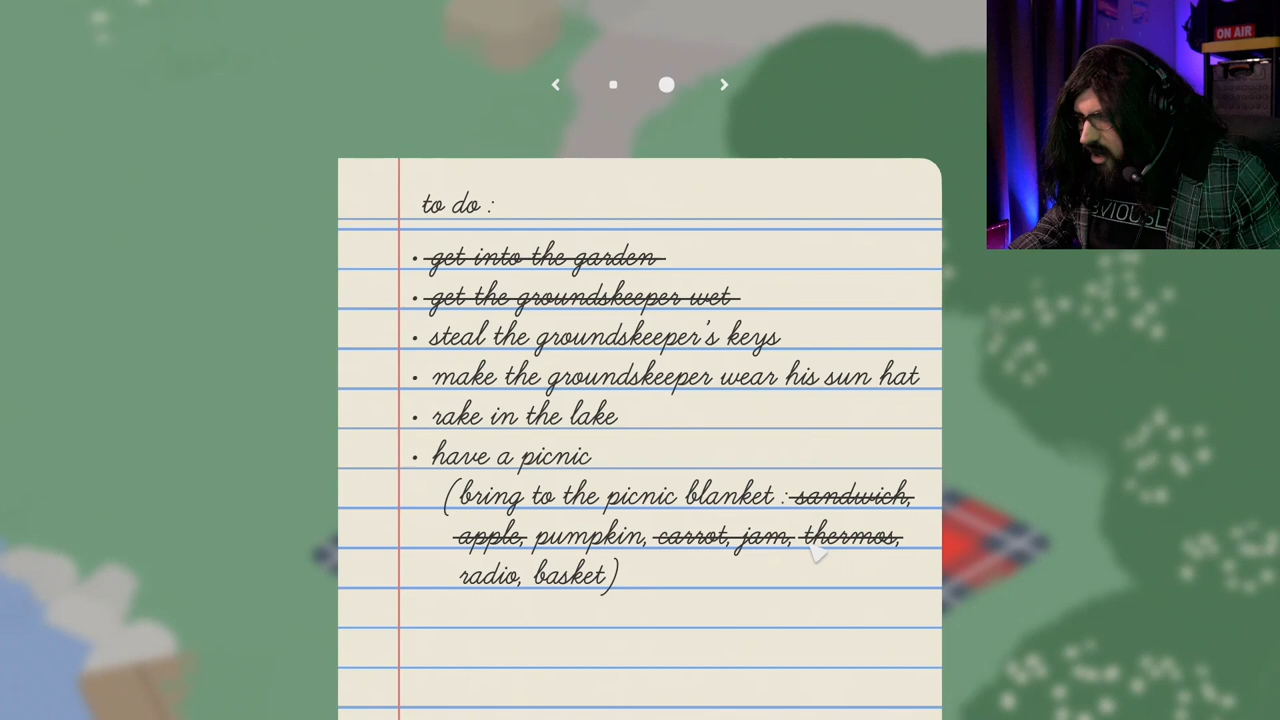 to do :
• get into the garden
• get the groundskeeper wet
• steal the groundskeeper's keys
• make the groundskeeper wear his sun hat
• rake in the lake
• have a picnic
(bring to the picnic blanket : sandwich,
apple, pumpkin, carrot, jam, thermos,
radio, basket)
ON AIR